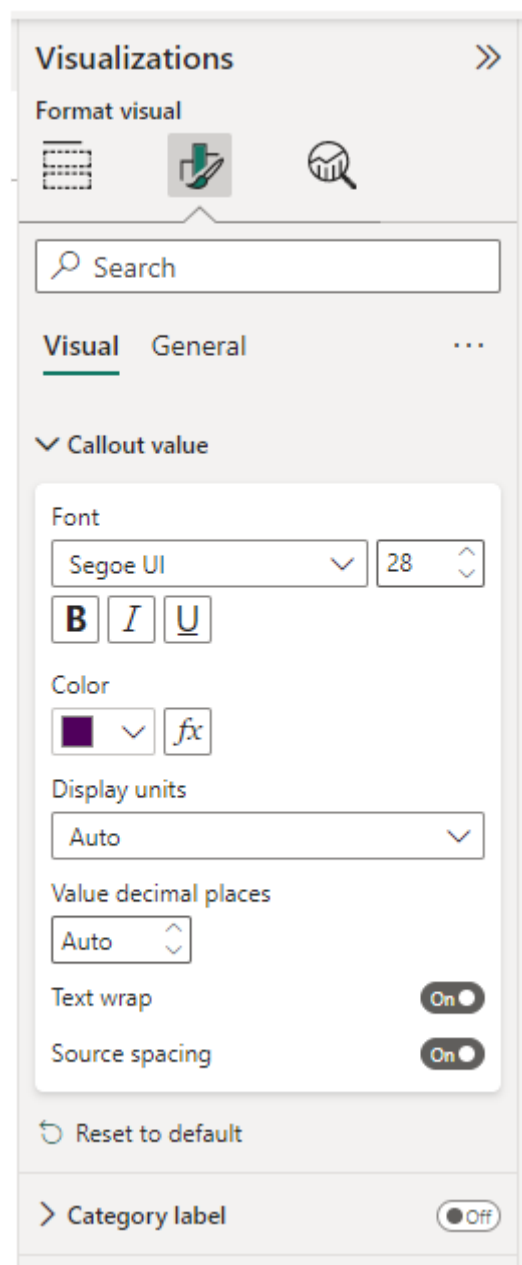 Visualizations
Format visual
Search
Visual General ...
Callout value
Font
Segoe UI 28
B I U
Color
fx
Display units
Auto
Value decimal places
Auto
Text wrap On
Source spacing On
Reset to default
Category label Off